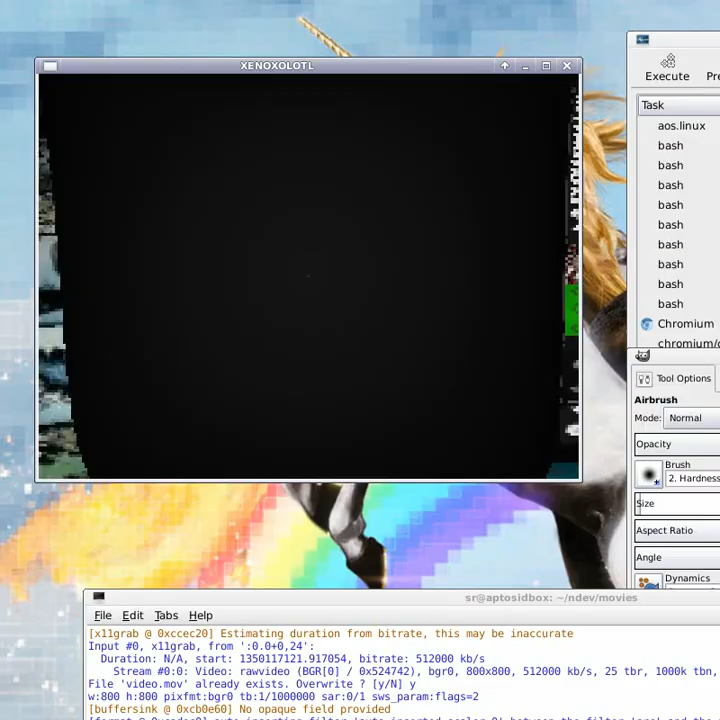 XENOXOLOTL
Execute
Task
aos.linux
bash
bash
bash
bash
bash
bash
bash
bash
bash
Chromium
Tool Options
Airbrush
Mode: Normal
Opacity
Brush
2. Hardness
Size
Aspect Ratio
Angle
Dynamics
sr@aptosidbox: ~/ndev/movies
File Edit Tabs Help
[x11grab @ 0xccec20] Estimating duration from bitrate, this may be inaccurate
Input #0, x11grab, from ':0.0+0,24':
Duration: N/A, start: 1350117121.917054, bitrate: 512000 kb/s
Stream #0:0: Video: rawvideo (BGR[0] / 0x524742), bgr0, 800x800, 512000 kb/s, 25 tbr, 1000k tbn,
File 'video.mov' already exists. Overwrite ? [y/N] y
w:800 h:800 pixfmt:bgr0 tb:1/1000000 sar:0/1 sws_param:flags=2
[buffersink @ 0xcb0e60] No opaque field provided